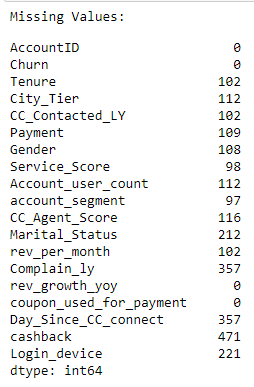 Missing Values:
AccountID 0
Churn 0
Tenure 102
City_Tier 112
CC_Contacted_LY 102
Payment 109
Gender 108
Service_Score 98
Account_user_count 112
account_segment 97
CC_Agent_Score 116
Marital_Status 212
rev_per_month 102
Complain_ly 357
rev_growth_yoy 0
coupon_used_for_payment 0
Day_Since_CC_connect 357
cashback 471
Login_device 221
dtype: int64